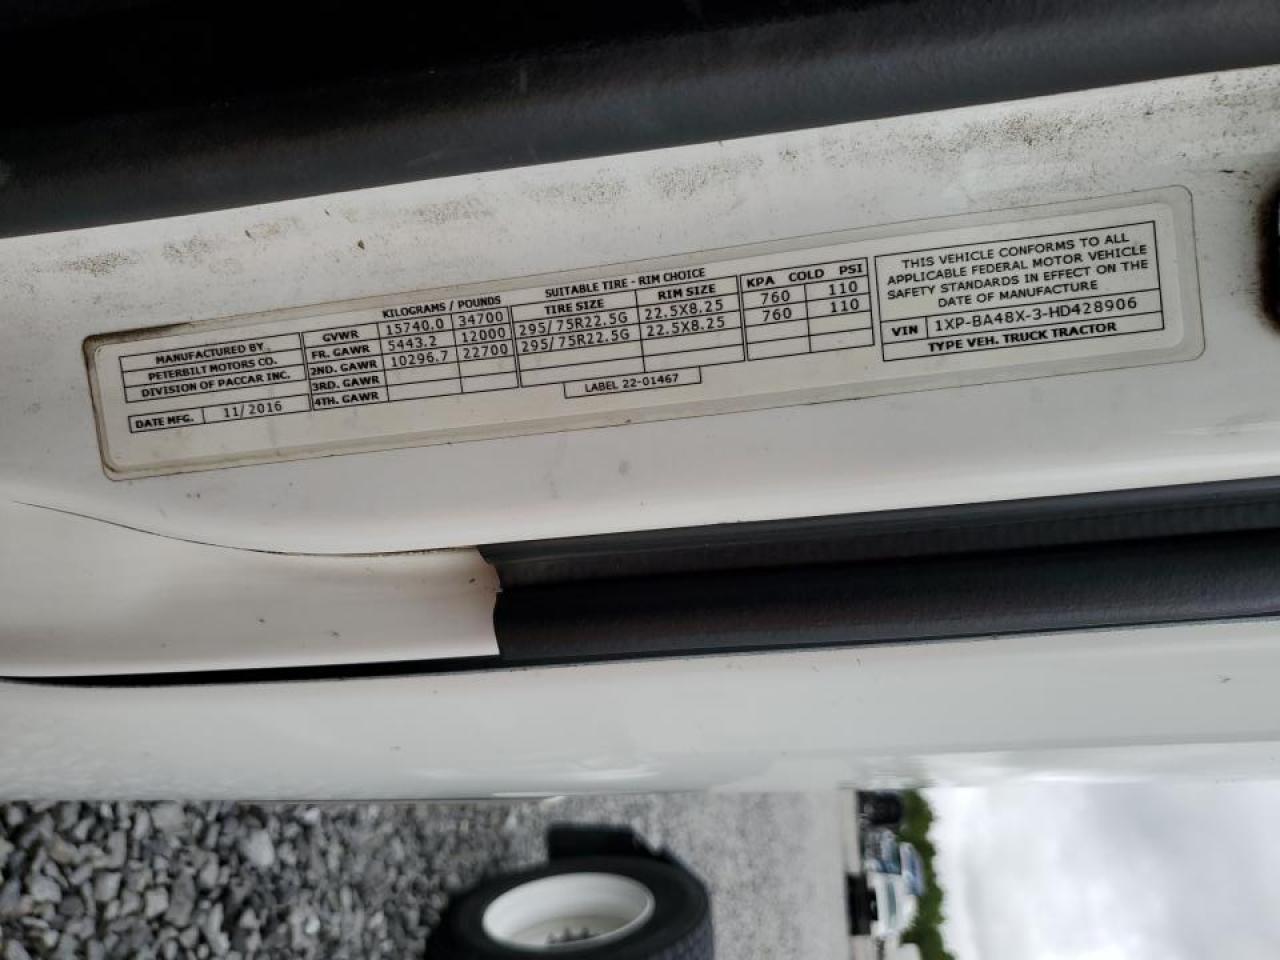 MANUFACTURED BY
PETERBILT MOTORS CO.
DIVISION OF PACCAR INC.
DATE MFG. 11/2016
KILOGRAMS / POUNDS
GVWR 15740.0 34700
FR. GAWR 5443.2 12000
2ND. GAWR 10296.7 22700
3RD. GAWR
4TH. GAWR
SUITABLE TIRE - RIM CHOICE
TIRE SIZE RIM SIZE
295/75R22.5G 22.5X8.25
295/75R22.5G 22.5X8.25
KPA COLD PSI
760 110
760 110
LABEL 22-01467
THIS VEHICLE CONFORMS TO ALL
APPLICABLE FEDERAL MOTOR VEHICLE
SAFETY STANDARDS IN EFFECT ON THE
DATE OF MANUFACTURE
VIN 1XP-BA48X-3-HD428906
TYPE VEH. TRUCK TRACTOR